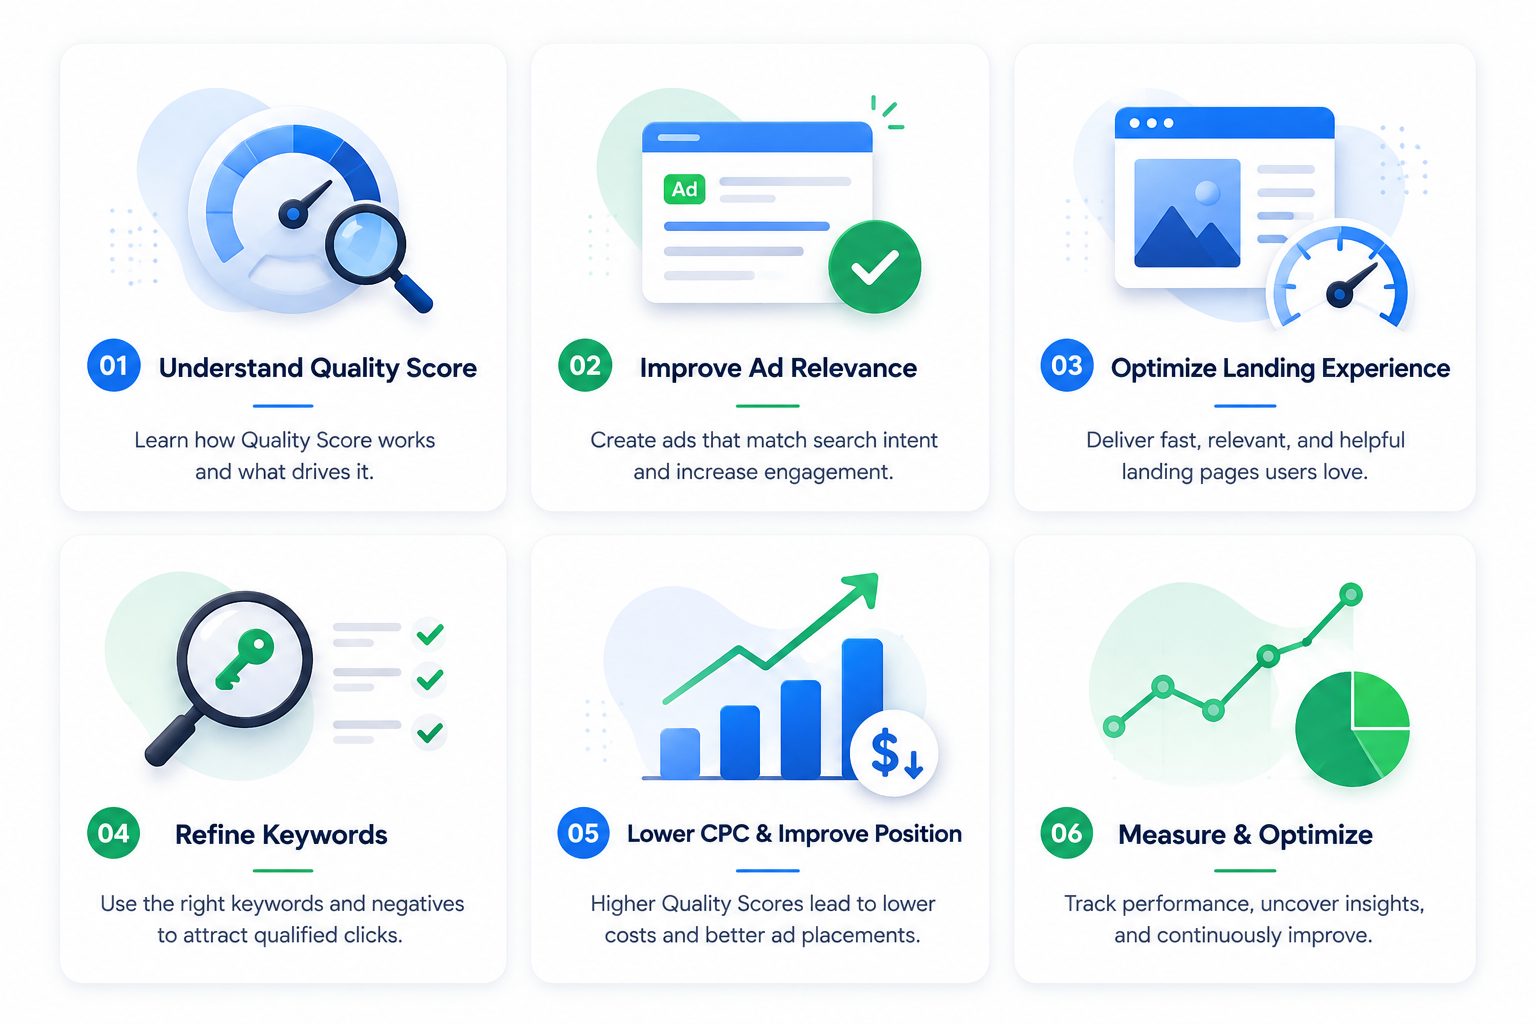 Ad
01 Understand Quality Score
Learn how Quality Score works
and what drives it.
02 Improve Ad Relevance
Create ads that match search intent
and increase engagement.
03 Optimize Landing Experience
Deliver fast, relevant, and helpful
landing pages users love.
04 Refine Keywords
Use the right keywords and negatives
to attract qualified clicks.
$
05 Lower CPC & Improve Position
Higher Quality Scores lead to lower
costs and better ad placements.
06 Measure & Optimize
Track performance, uncover insights,
and continuously improve.